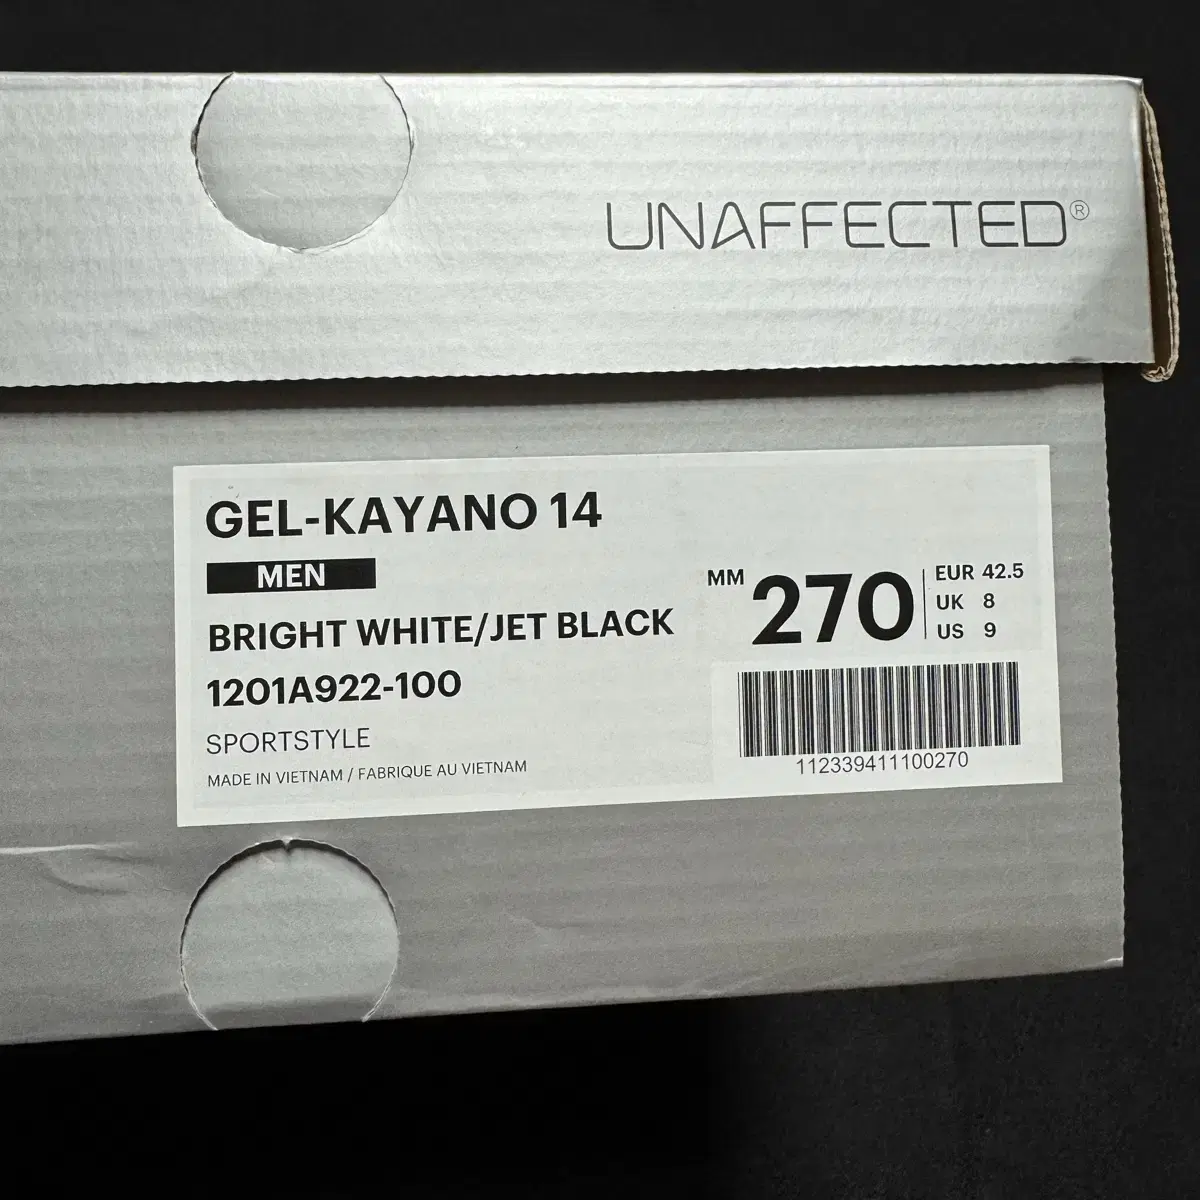 UNAFFECTED®
GEL-KAYANO 14
MEN
BRIGHT WHITE/JET BLACK
1201A922-100
SPORTSTYLE
MADE IN VIETNAM / FABRIQUE AU VIETNAM
MM 270
EUR 42.5
UK 8
US 9
112339411100270